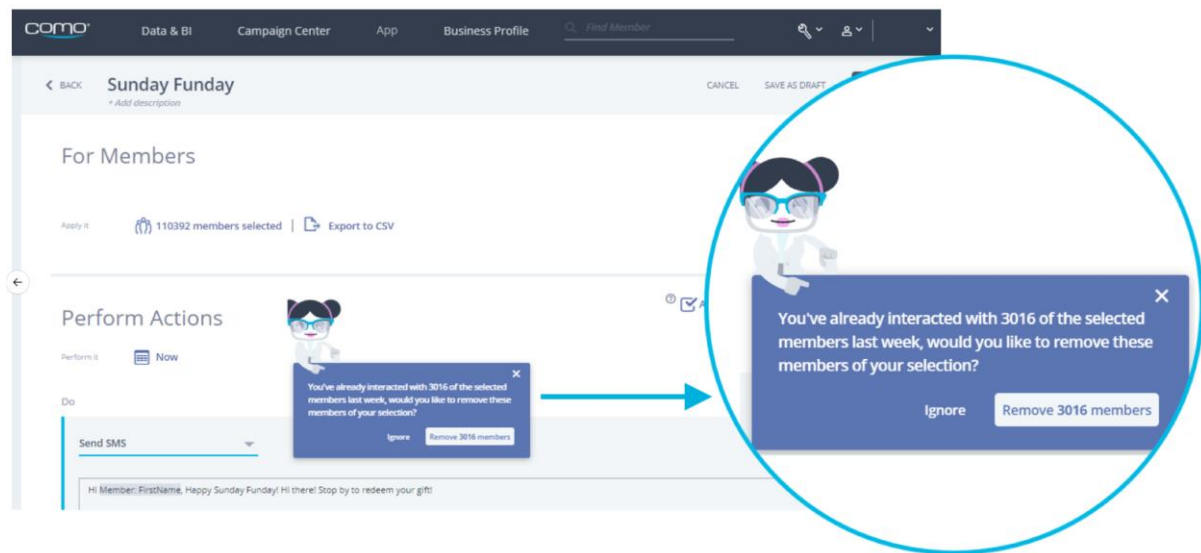 como
Data & BI
Campaign Center
App
Business Profile
Find Member
BACK
Sunday Funday
CANCEL
SAVE AS DRAFT
+ Add description
For Members
Apply it
110392 members selected
Export to CSV
Perform Actions
Perform it
Now
Do
You've already interacted with 3016 of the selected
members last week, would you like to remove these
members of your selection?
Ignore
Remove 3016 members
Send SMS
Hi Member: FirstName, Happy Sunday Funday! Hi there! Stop by to redeem your gift!
You've already interacted with 3016 of the selected
members last week, would you like to remove these
members of your selection?
Ignore
Remove 3016 members